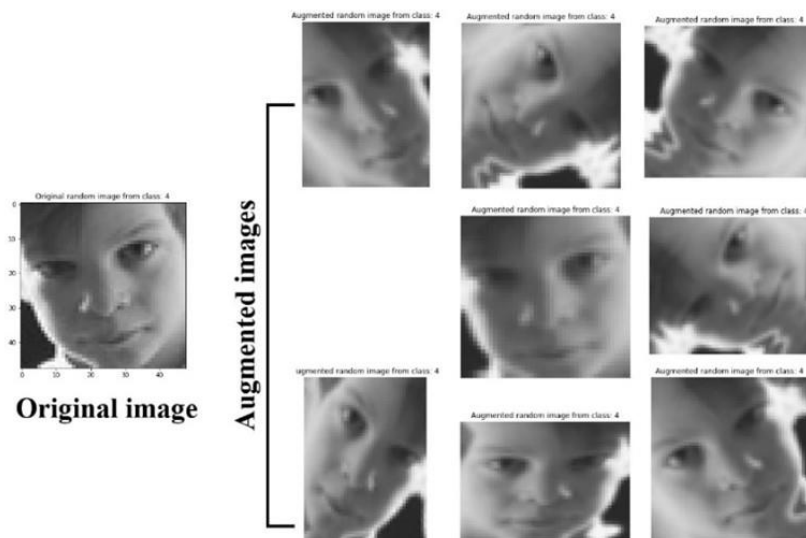 Augmented random image from class: 4
Augmented random image from class: 4
Augmented random image from class: 4
Original random image from class: 4
0
10
20
30
40
0
10
20
30
40
Original image
Augmented images
Augmented random image from class: 4
Augmented random image from class: 4
ugmented random image from class: 4
Augmented random image from class: 4
Augmented random image from class: 4